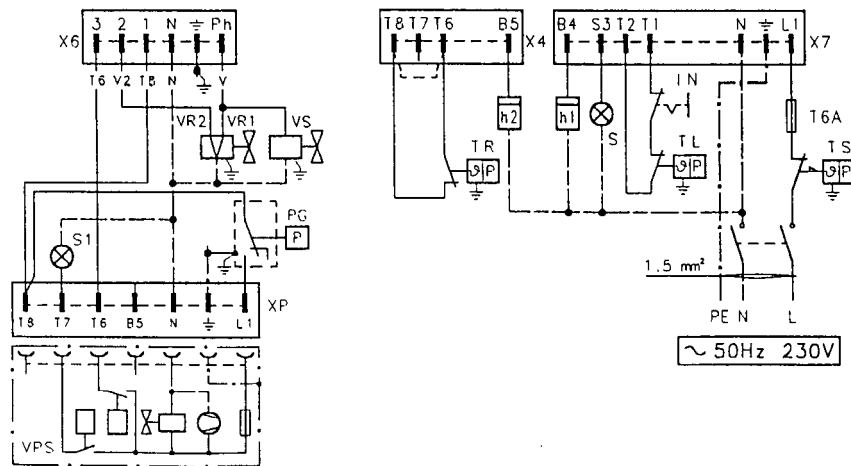 3 2 1 N Ph
X6
T6 V2 T8 N V
VR2 VR1 VS
S1
PG
P
XP
T8 T7 T6 B5 N L1
VPS
T8 T7 T6 B5
X4
h2
TR
ϑ P
B4 S3 T2 T1 N L1
X7
IN
h1
S
T6A
TL
ϑ P
TS
ϑ P
1.5 mm²
PE N L
~ 50Hz 230V